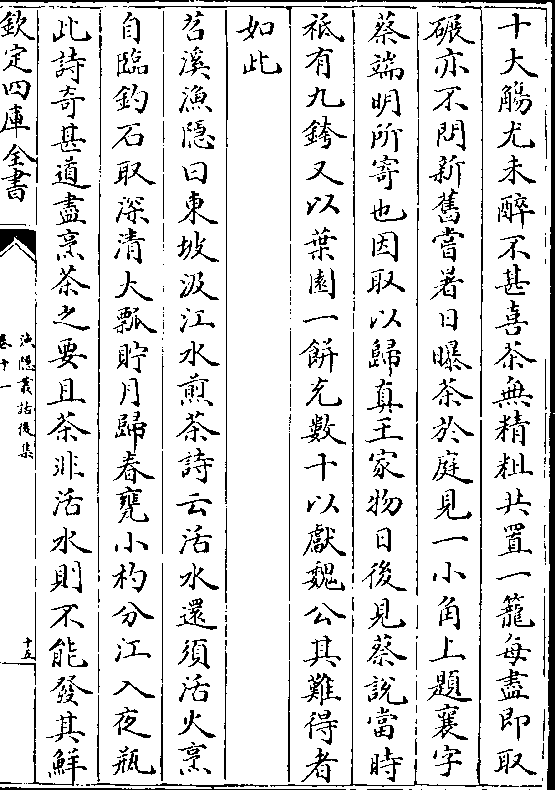 十大觴尤未醉不甚喜茶無精粗共置一籠每盡即取
碾亦不問新舊嘗暑日曝茶於庭見一小角上題襄字
蔡端明所寄也因取以歸真王家物日後見蔡說當時
祗有九銙又以葉園一餅充數十以獻魏公其難得者
如此
苕溪漁隠曰東坡汲江水煎茶詩云活水還須活火烹
自臨釣石取深清大瓢貯月歸春甕小杓分江入夜瓶
此詩奇甚道盡烹茶之要且茶非活水則不能發其鮮
欽定四庫全書
漁隠叢話後集
卷十一
十五